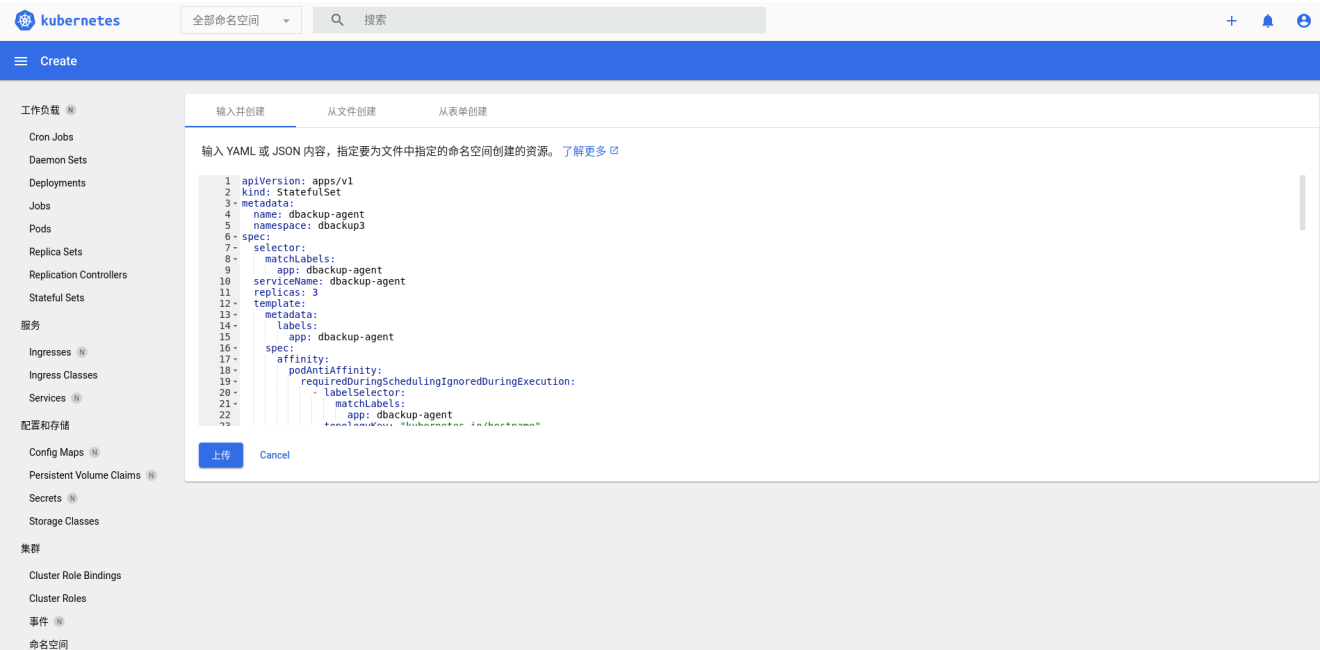 kubernetes
全部命名空间
搜索
Create
工作负载 N
Cron Jobs
Daemon Sets
Deployments
Jobs
Pods
Replica Sets
Replication Controllers
Stateful Sets
服务
Ingresses N
Ingress Classes
Services N
配置和存储
Config Maps N
Persistent Volume Claims N
Secrets N
Storage Classes
集群
Cluster Role Bindings
Cluster Roles
事件 N
命名空间
输入并创建 从文件创建 从表单创建
输入 YAML 或 JSON 内容，指定要为文件中指定的命名空间创建的资源。 了解更多
1 apiVersion: apps/v1
2 kind: StatefulSet
3 metadata:
4 name: dbackup-agent
5 namespace: dbackup3
6 spec:
7 selector:
8 matchLabels:
9 app: dbackup-agent
10 serviceName: dbackup-agent
11 replicas: 3
12 template:
13 metadata:
14 labels:
15 app: dbackup-agent
16 spec:
17 affinity:
18 podAntiAffinity:
19 requiredDuringSchedulingIgnoredDuringExecution:
20 - labelSelector:
21 matchLabels:
22 app: dbackup-agent
23 topologyKey: "kubernetes.io/hostname"
上传 Cancel